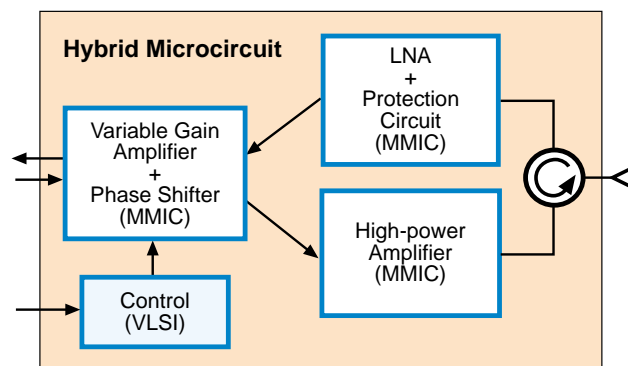 Hybrid Microcircuit
LNA
+
Protection
Circuit
(MMIC)
Variable Gain
Amplifier
+
Phase Shifter
(MMIC)
High-power
Amplifier
(MMIC)
Control
(VLSI)